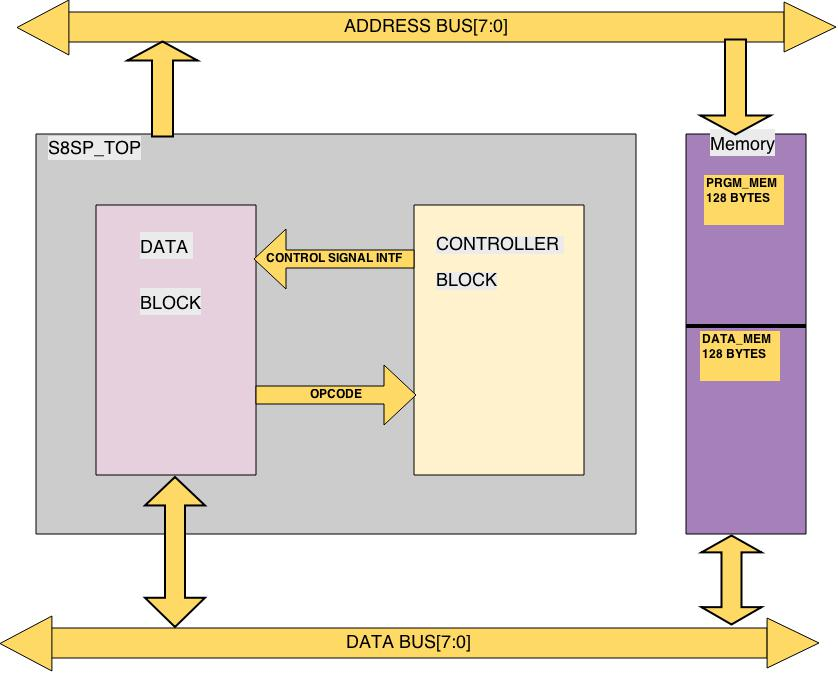 ADDRESS BUS[7:0]
S8SP_TOP
Memory
PRGM_MEM
128 BYTES
DATA
BLOCK
CONTROL SIGNAL INTF
CONTROLLER
BLOCK
DATA_MEM
128 BYTES
OPCODE
DATA BUS[7:0]